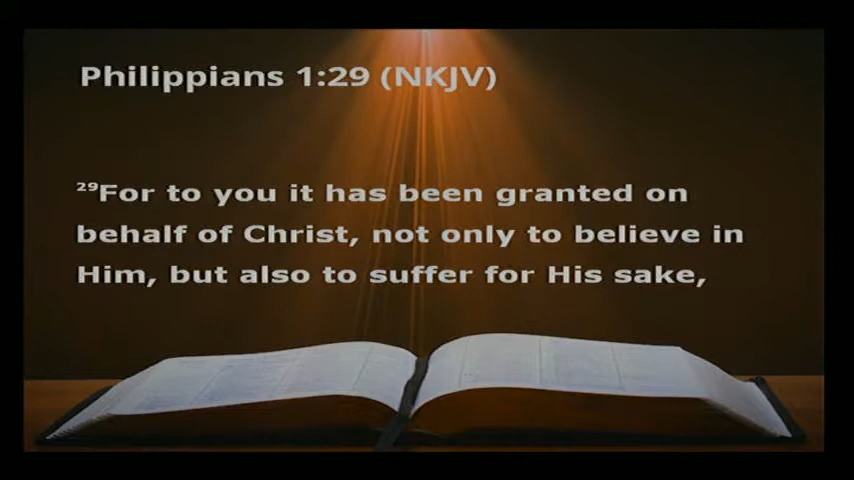 Philippians 1:29 (NKJV)
²⁹For to you it has been granted on
behalf of Christ, not only to believe in
Him, but also to suffer for His sake,